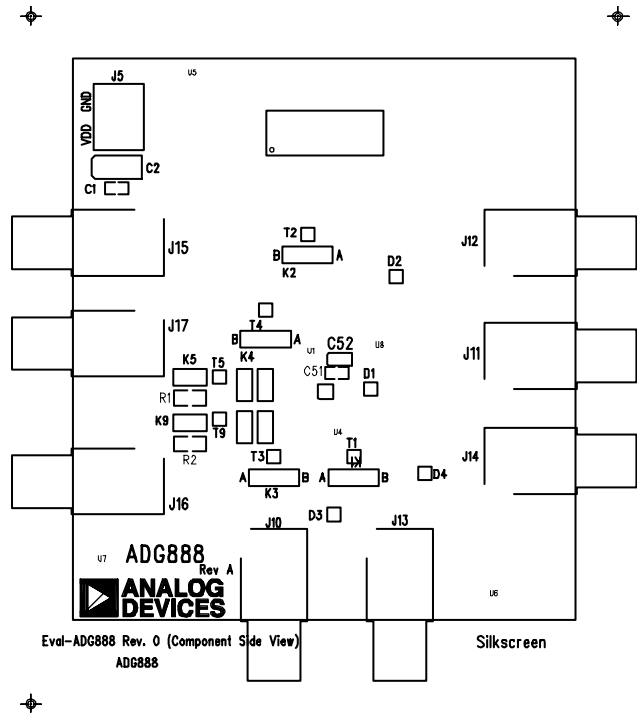 J5
U5
GND
VDD
C2
C1
T2
J15
B
A
J12
K2
D2
J17
T4
B
A
U1
C52
U8
J11
K5
T5
K4
C51
D1
R1
K9
T9
U4
R2
T3
T1
J14
A
B
A
B
D4
K3
J16
D3
J10
J13
U7
ADG888
Rev A
ANALOG
DEVICES
U6
Eval-ADG888 Rev. 0 (Component Side View)
Silkscreen
ADG888